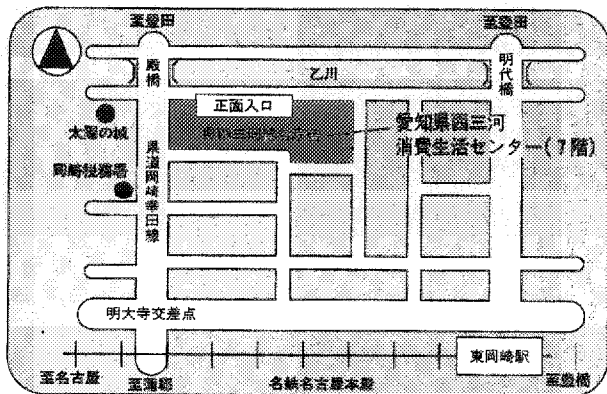 至豊田
至豊田
殿橋
乙川
明代橋
正面入口
太陽の城
愛知県西三河
消費生活センター(7階)
岡崎税務署
県道岡崎幸田線
明大寺交差点
東岡崎駅
至名古屋
至蒲郡
名鉄名古屋本殿
至豊橋